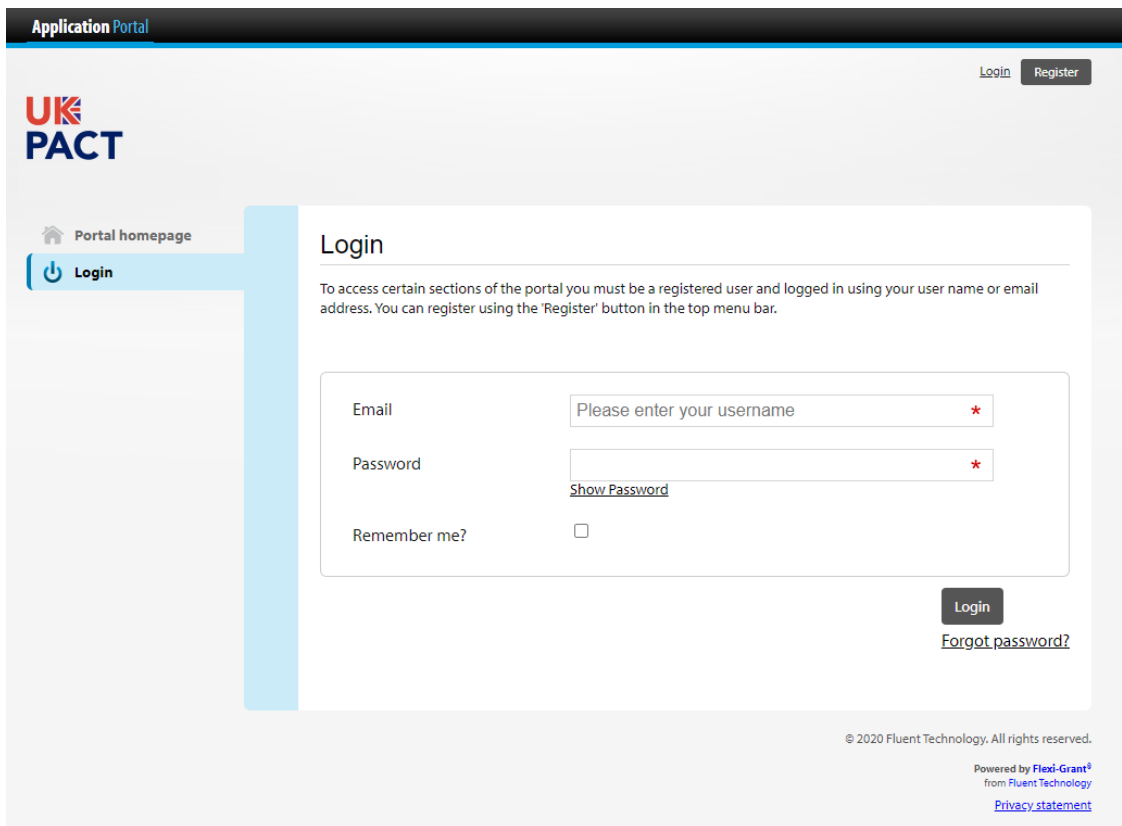 Application Portal
Login
Register
UK
PACT
Portal homepage
Login
Login
To access certain sections of the portal you must be a registered user and logged in using your user name or email
address. You can register using the 'Register' button in the top menu bar.
Email
Please enter your username *
Password
*
Show Password
Remember me?
Login
Forgot password?
© 2020 Fluent Technology. All rights reserved.
Powered by Flexi-Grant®
from Fluent Technology
Privacy statement